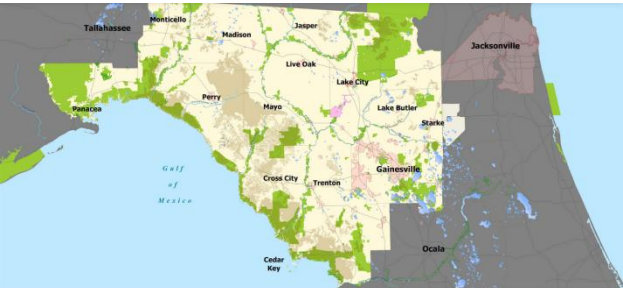 Monticello
Tallahassee
Jasper
Madison
Jacksonville
Live Oak
Lake City
Perry
Mayo
Lake Butler
Panacea
Starke
Gulf
of
Mexico
Gainesville
Cross City
Trenton
Ocala
Cedar
Key